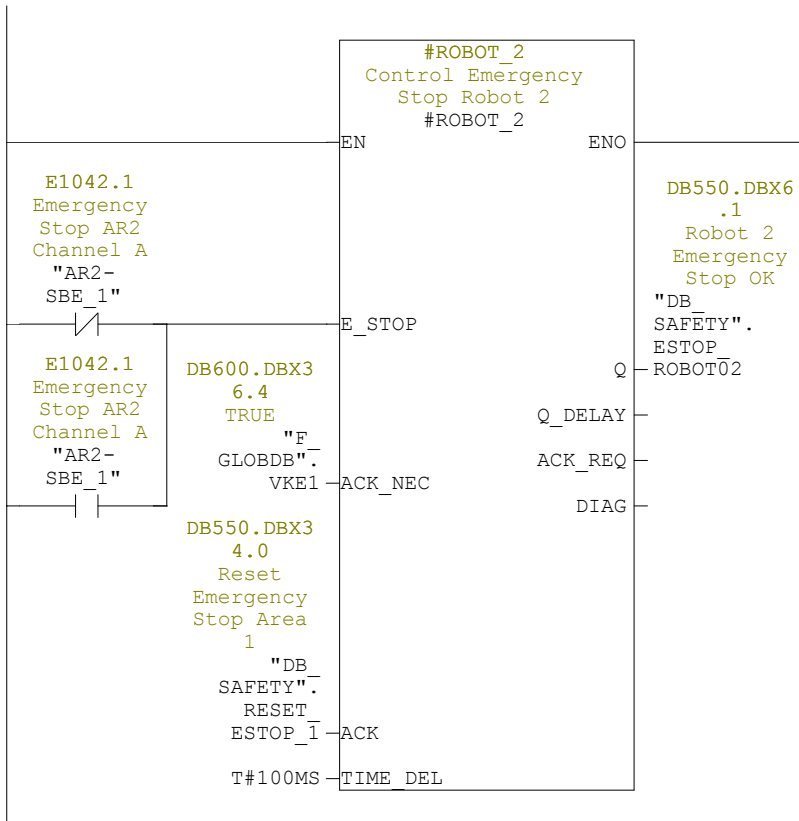 #ROBOT_2
Control Emergency
Stop Robot 2
#ROBOT_2
EN
ENO
E1042.1
Emergency
Stop AR2
Channel A
"AR2-
SBE_1"
E_STOP
DB550.DBX6
.1
Robot 2
Emergency
Stop OK
"DB_
SAFETY".
ESTOP_
ROBOT02
Q
E1042.1
Emergency
Stop AR2
Channel A
"AR2-
SBE_1"
DB600.DBX3
6.4
TRUE
"F_
GLOBDB".
VKE1
ACK_NEC
Q_DELAY
ACK_REQ
DIAG
DB550.DBX3
4.0
Reset
Emergency
Stop Area
1
"DB_
SAFETY".
RESET_
ESTOP_1
ACK
T#100MS
TIME_DEL